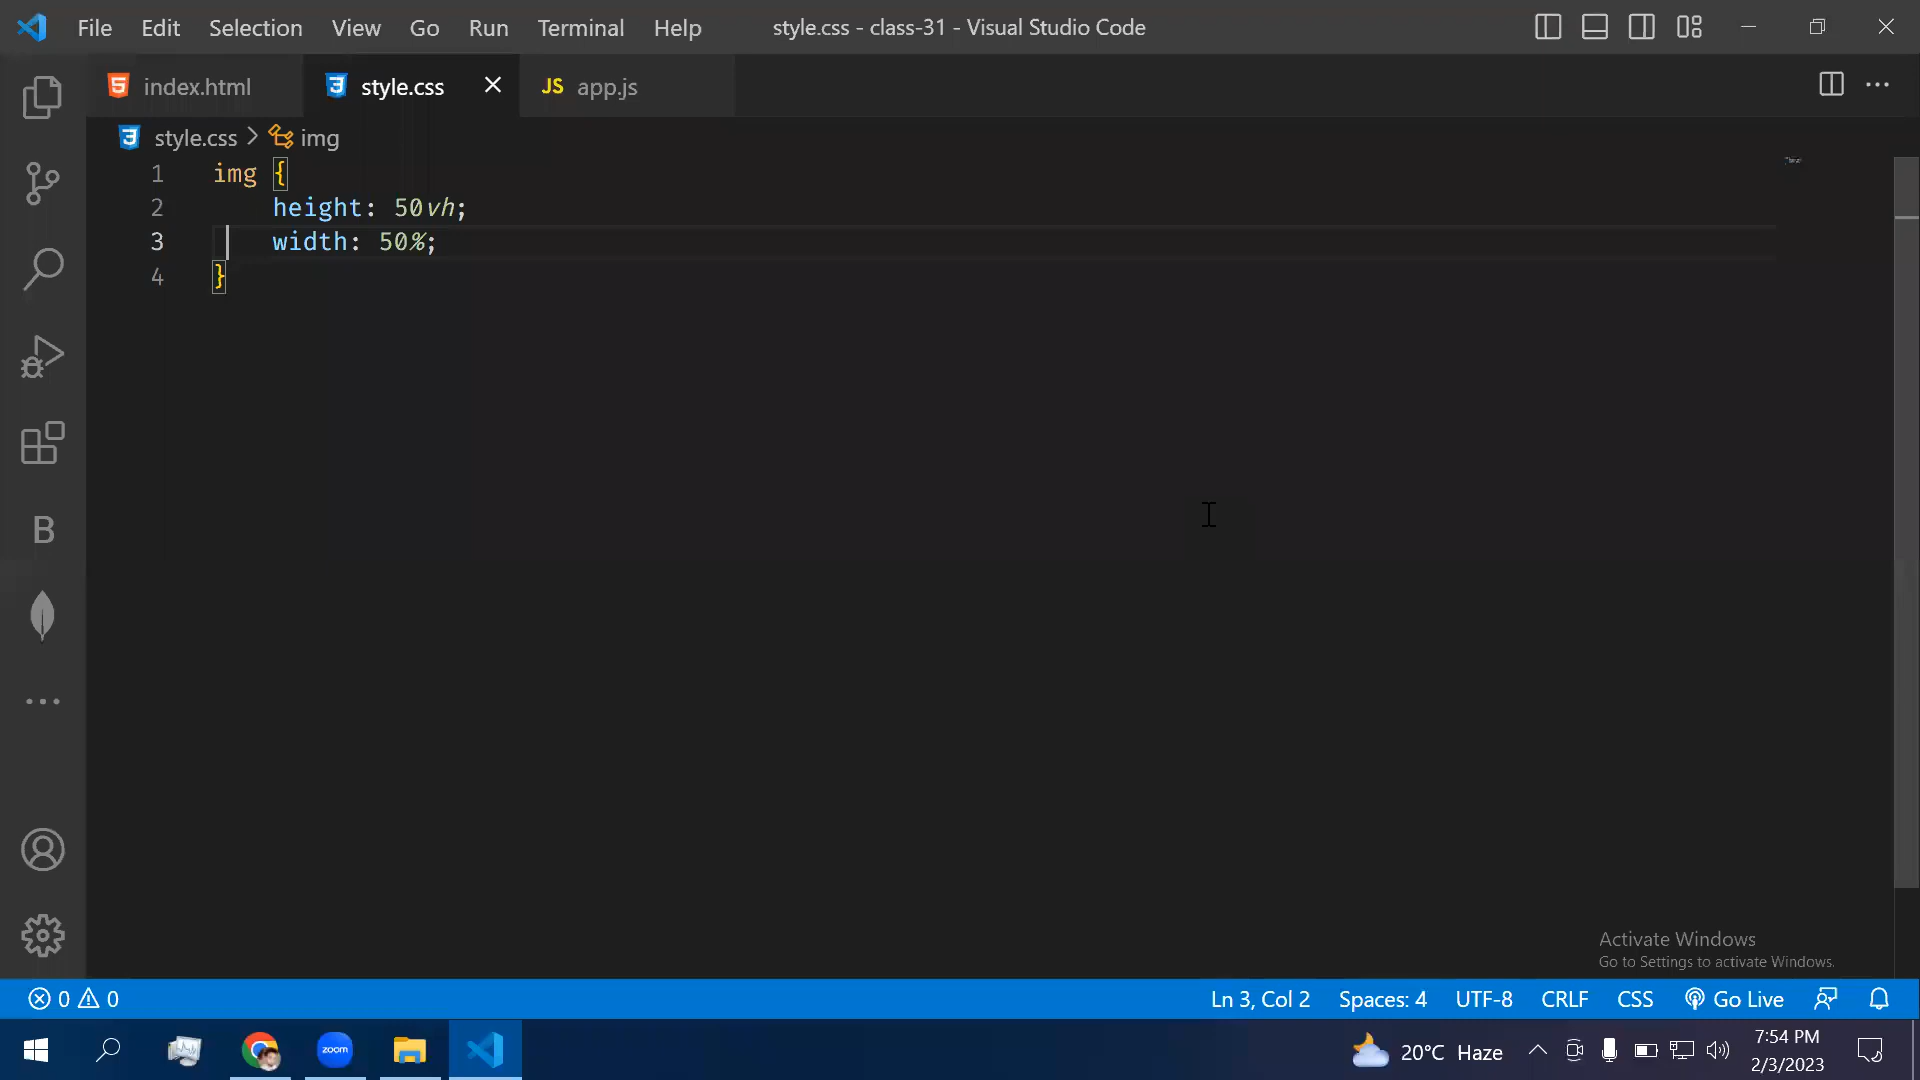 File Edit Selection View Go Run Terminal Help style.css - class-31 - Visual Studio Code
index.html style.css JS app.js
style.css > img
1 img {
2 height: 50vh;
3 width: 50%;
4 }
B
Activate Windows
Go to Settings to activate Windows.
0 0 Ln 3, Col 2 Spaces: 4 UTF-8 CRLF CSS Go Live
zoom 20°C Haze 7:54 PM
2/3/2023